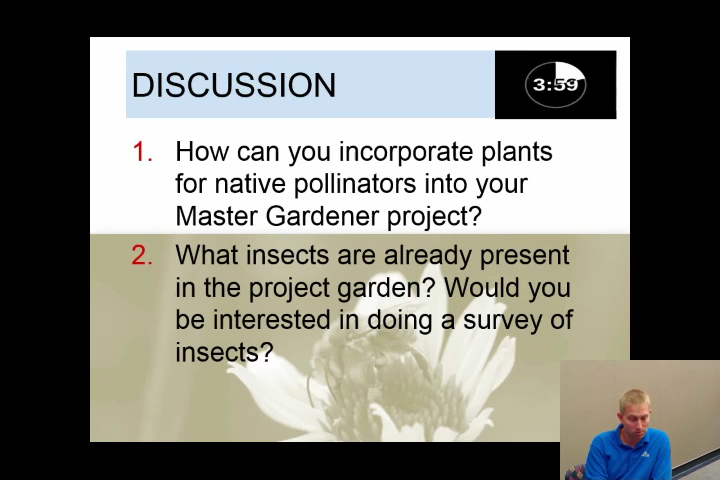 DISCUSSION
3:59
1. How can you incorporate plants
for native pollinators into your
Master Gardener project?
2. What insects are already present
in the project garden? Would you
be interested in doing a survey of
insects?